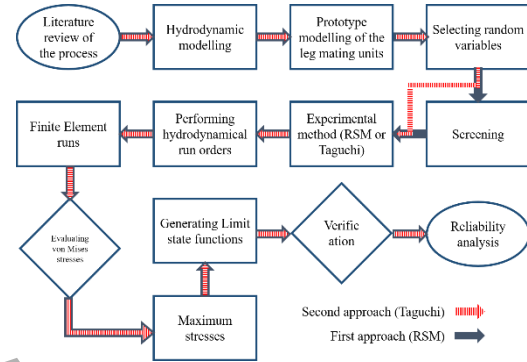 Literature
review of
the process
Hydrodynamic
modelling
Prototype
modelling of the
leg mating units
Selecting random
variables
Finite Element
runs
Performing
hydrodynamical
run orders
Experimental
method (RSM or
Taguchi)
Screening
Evaluating
von Mises
stresses
Generating Limit
state functions
Verific
ation
Reliability
analysis
Maximum
stresses
Second approach (Taguchi)
First approach (RSM)